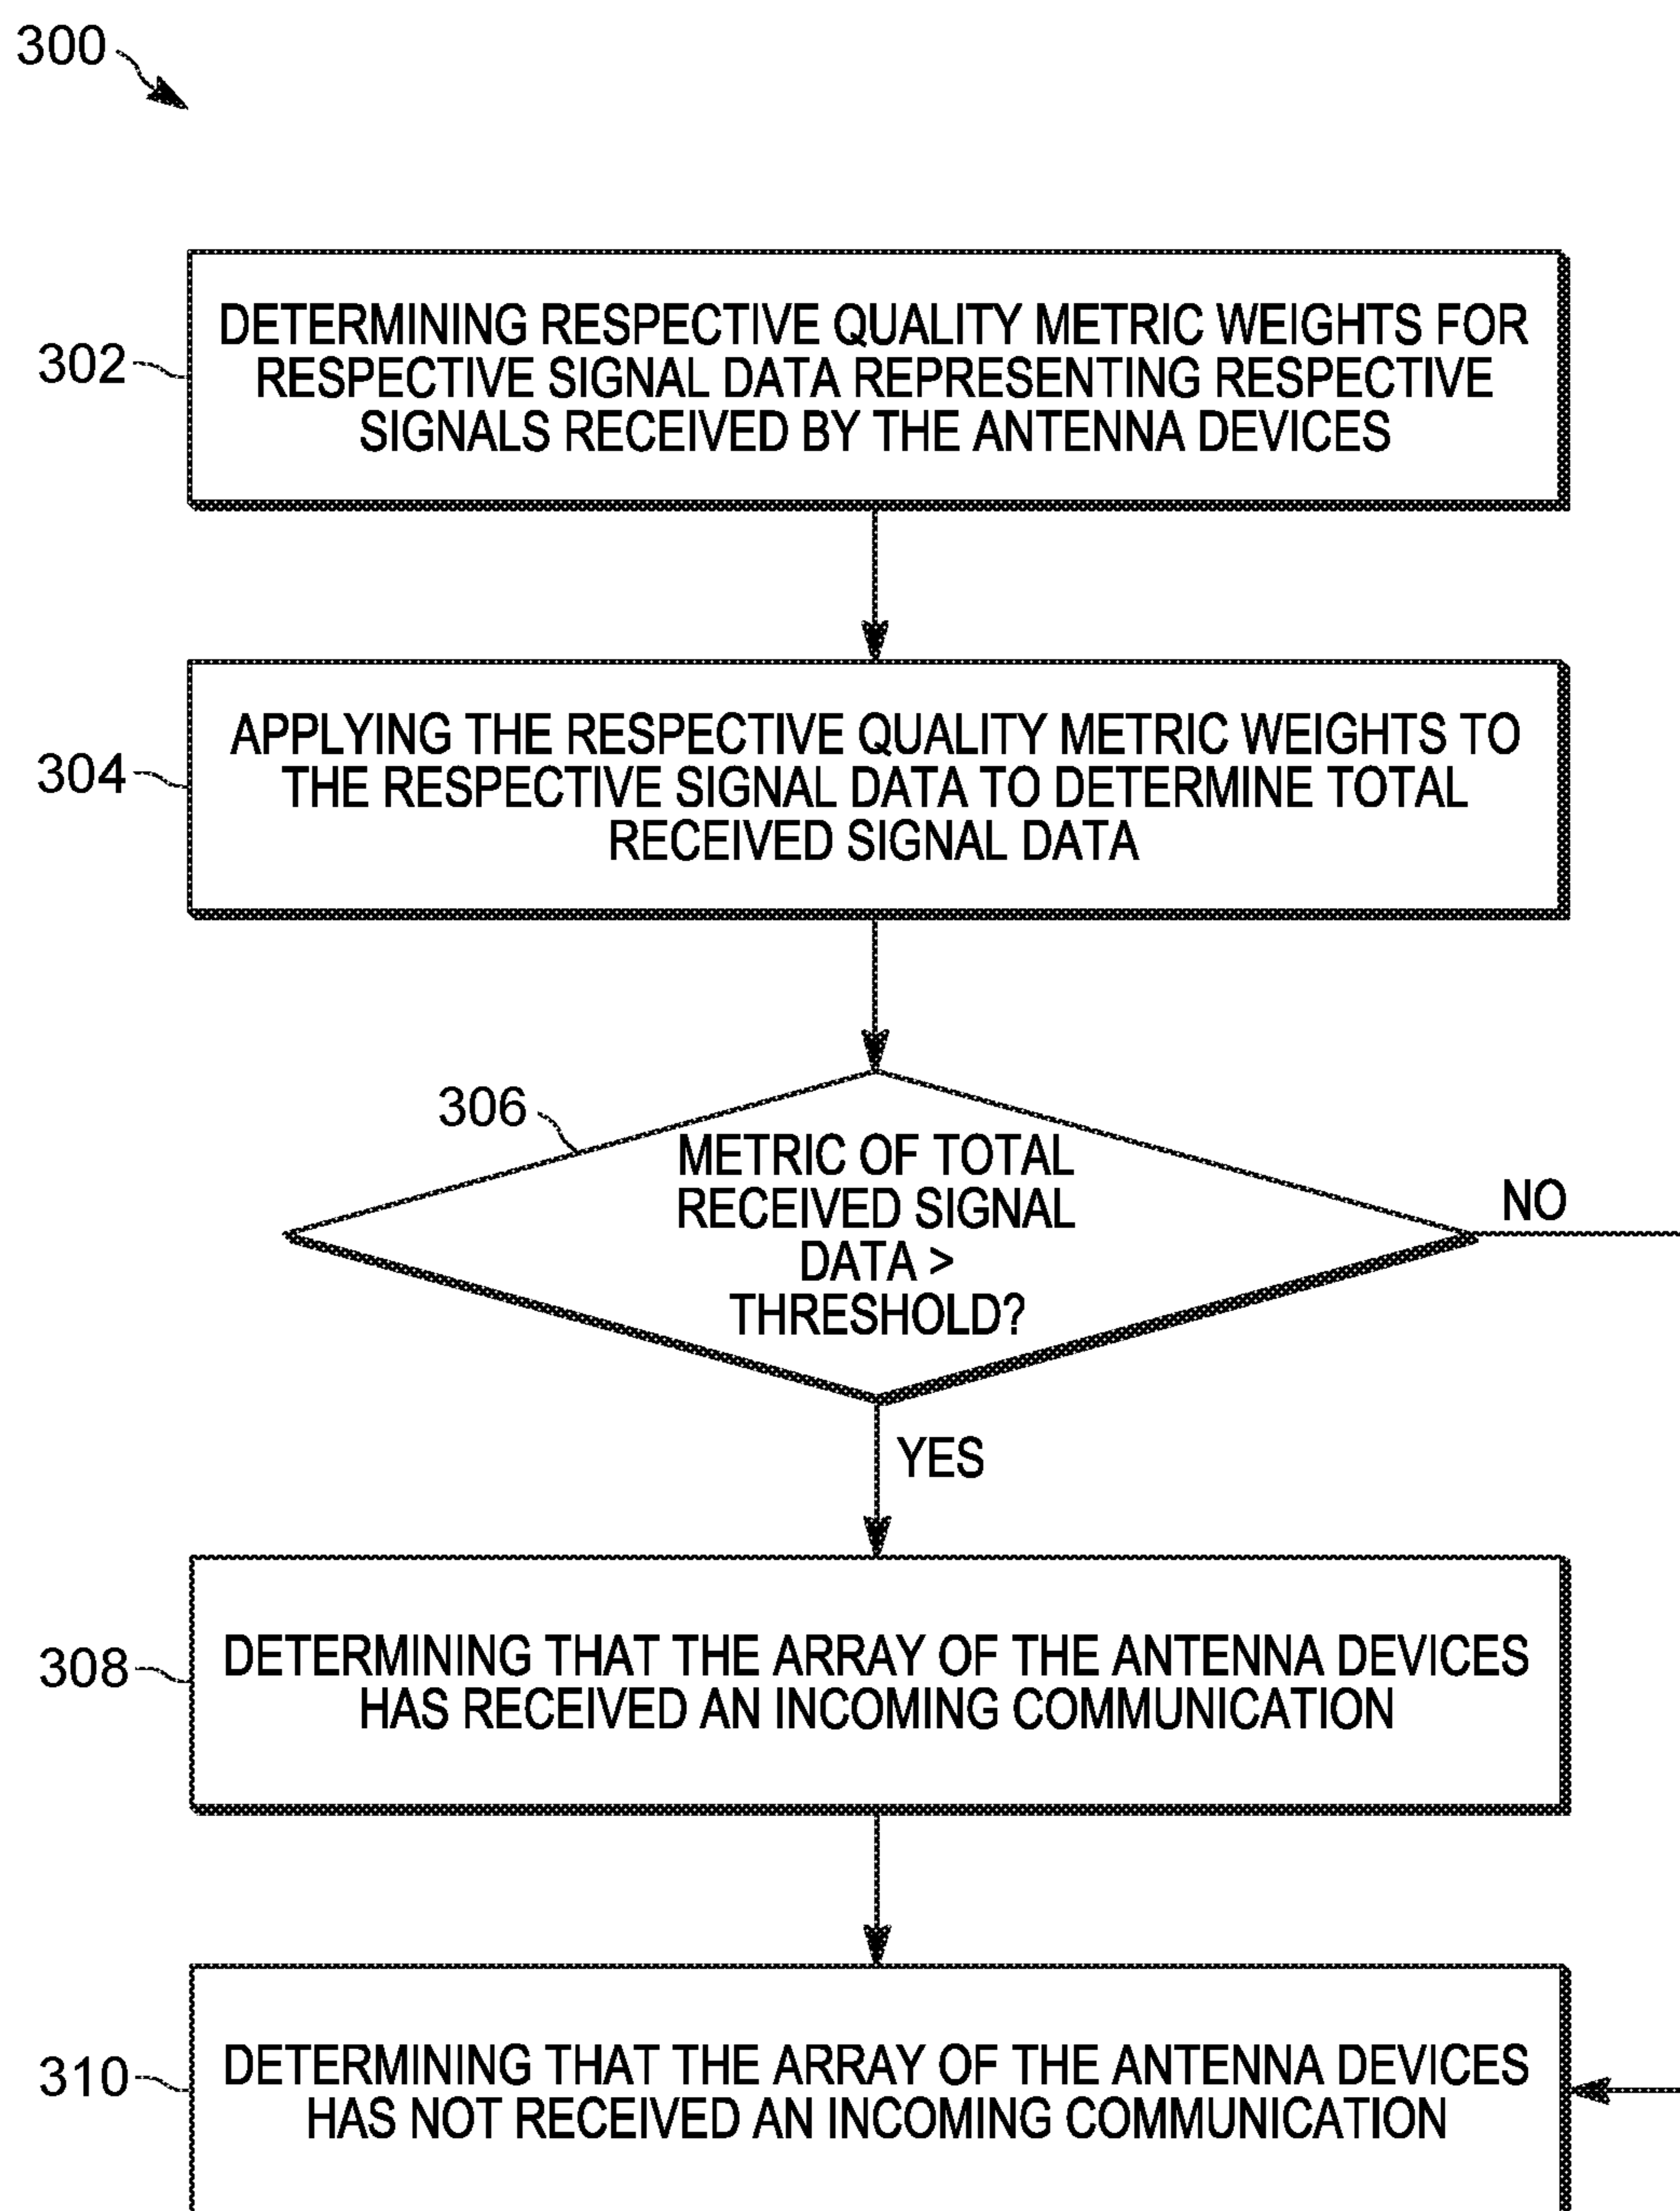 300
302
DETERMINING RESPECTIVE QUALITY METRIC WEIGHTS FOR
RESPECTIVE SIGNAL DATA REPRESENTING RESPECTIVE
SIGNALS RECEIVED BY THE ANTENNA DEVICES
304
APPLYING THE RESPECTIVE QUALITY METRIC WEIGHTS TO
THE RESPECTIVE SIGNAL DATA TO DETERMINE TOTAL
RECEIVED SIGNAL DATA
306
METRIC OF TOTAL
RECEIVED SIGNAL
DATA >
THRESHOLD?
NO
YES
308
DETERMINING THAT THE ARRAY OF THE ANTENNA DEVICES
HAS RECEIVED AN INCOMING COMMUNICATION
310
DETERMINING THAT THE ARRAY OF THE ANTENNA DEVICES
HAS NOT RECEIVED AN INCOMING COMMUNICATION